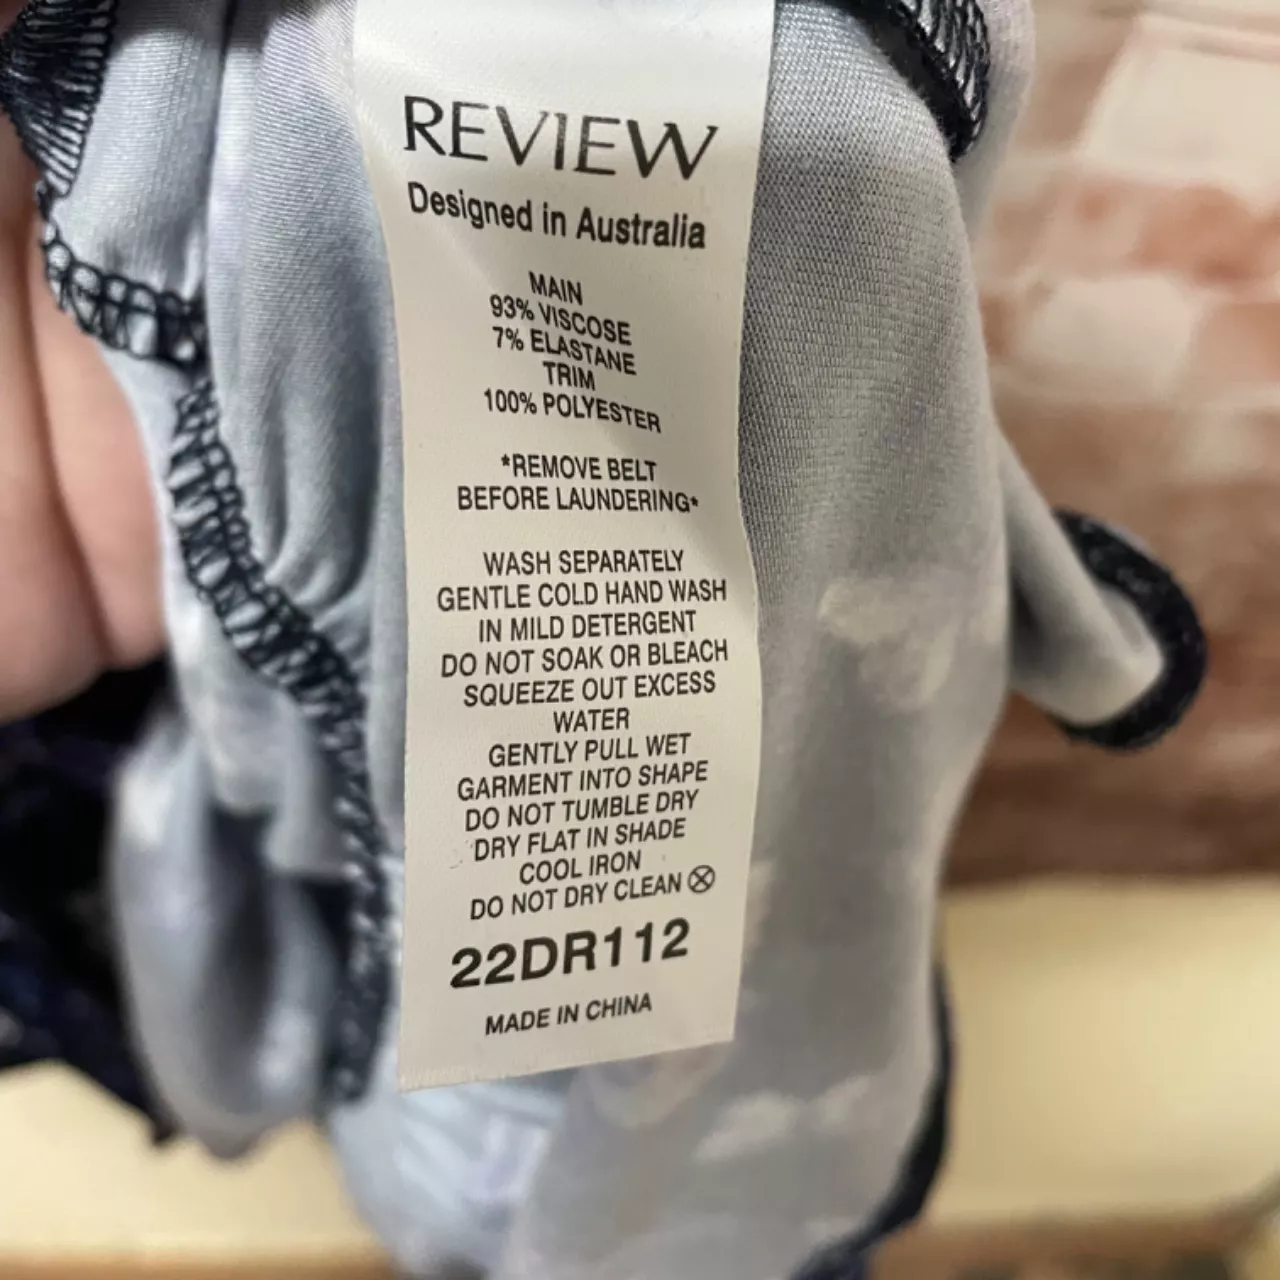 REVIEW
Designed in Australia
MAIN
93% VISCOSE
7% ELASTANE
TRIM
100% POLYESTER
*REMOVE BELT
BEFORE LAUNDERING*
WASH SEPARATELY
GENTLE COLD HAND WASH
IN MILD DETERGENT
DO NOT SOAK OR BLEACH
SQUEEZE OUT EXCESS
WATER
GENTLY PULL WET
GARMENT INTO SHAPE
DO NOT TUMBLE DRY
DRY FLAT IN SHADE
COOL IRON
DO NOT DRY CLEAN
22DR112
MADE IN CHINA